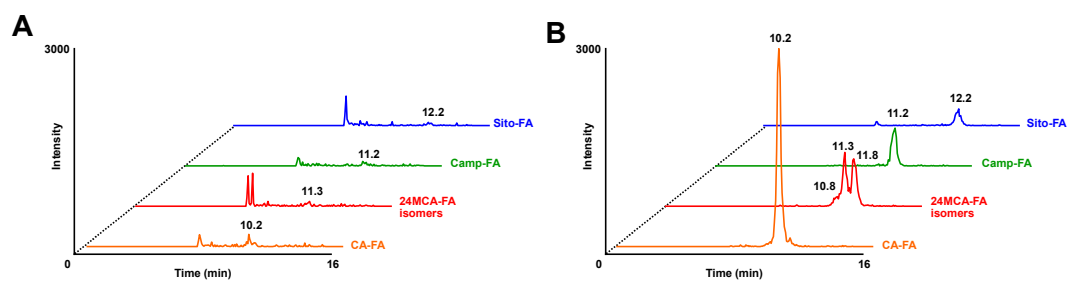 A
3000
Intensity
12.2
Sito-FA
11.2
Camp-FA
11.3
24MCA-FA
isomers
10.2
CA-FA
0
Time (min)
16
B
3000
Intensity
10.2
12.2
Sito-FA
11.2
Camp-FA
11.3
11.8
10.8
24MCA-FA
isomers
CA-FA
0
Time (min)
16